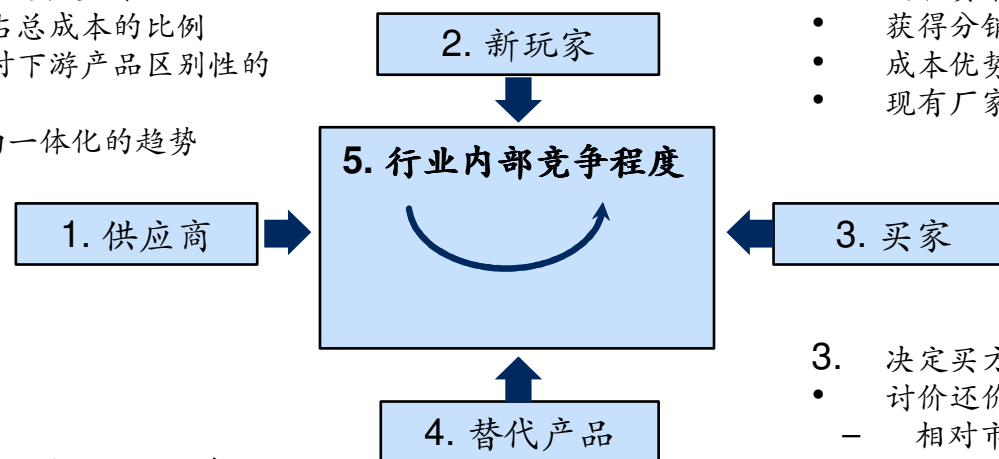 占总成本的比例
对下游产品区别性的
一体化的趋势
2. 新玩家
• 获得分销
• 成本优势
• 现有厂家
5. 行业内部竞争程度
1. 供应商
3. 买家
4. 替代产品
3. 决定买方
• 讨价还价
– 相对市